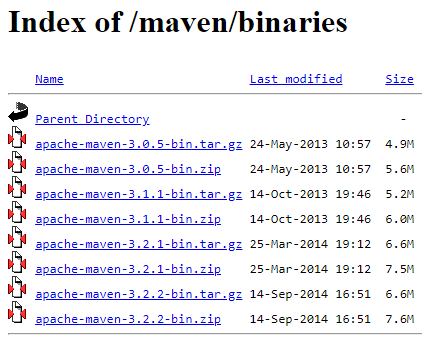 Index of /maven/binaries
Name Last modified Size
Parent Directory -
apache-maven-3.0.5-bin.tar.gz 24-May-2013 10:57 4.9M
apache-maven-3.0.5-bin.zip 24-May-2013 10:57 5.6M
apache-maven-3.1.1-bin.tar.gz 14-Oct-2013 19:46 5.2M
apache-maven-3.1.1-bin.zip 14-Oct-2013 19:46 6.0M
apache-maven-3.2.1-bin.tar.gz 25-Mar-2014 19:12 6.6M
apache-maven-3.2.1-bin.zip 25-Mar-2014 19:12 7.5M
apache-maven-3.2.2-bin.tar.gz 14-Sep-2014 16:51 6.6M
apache-maven-3.2.2-bin.zip 14-Sep-2014 16:51 7.6M